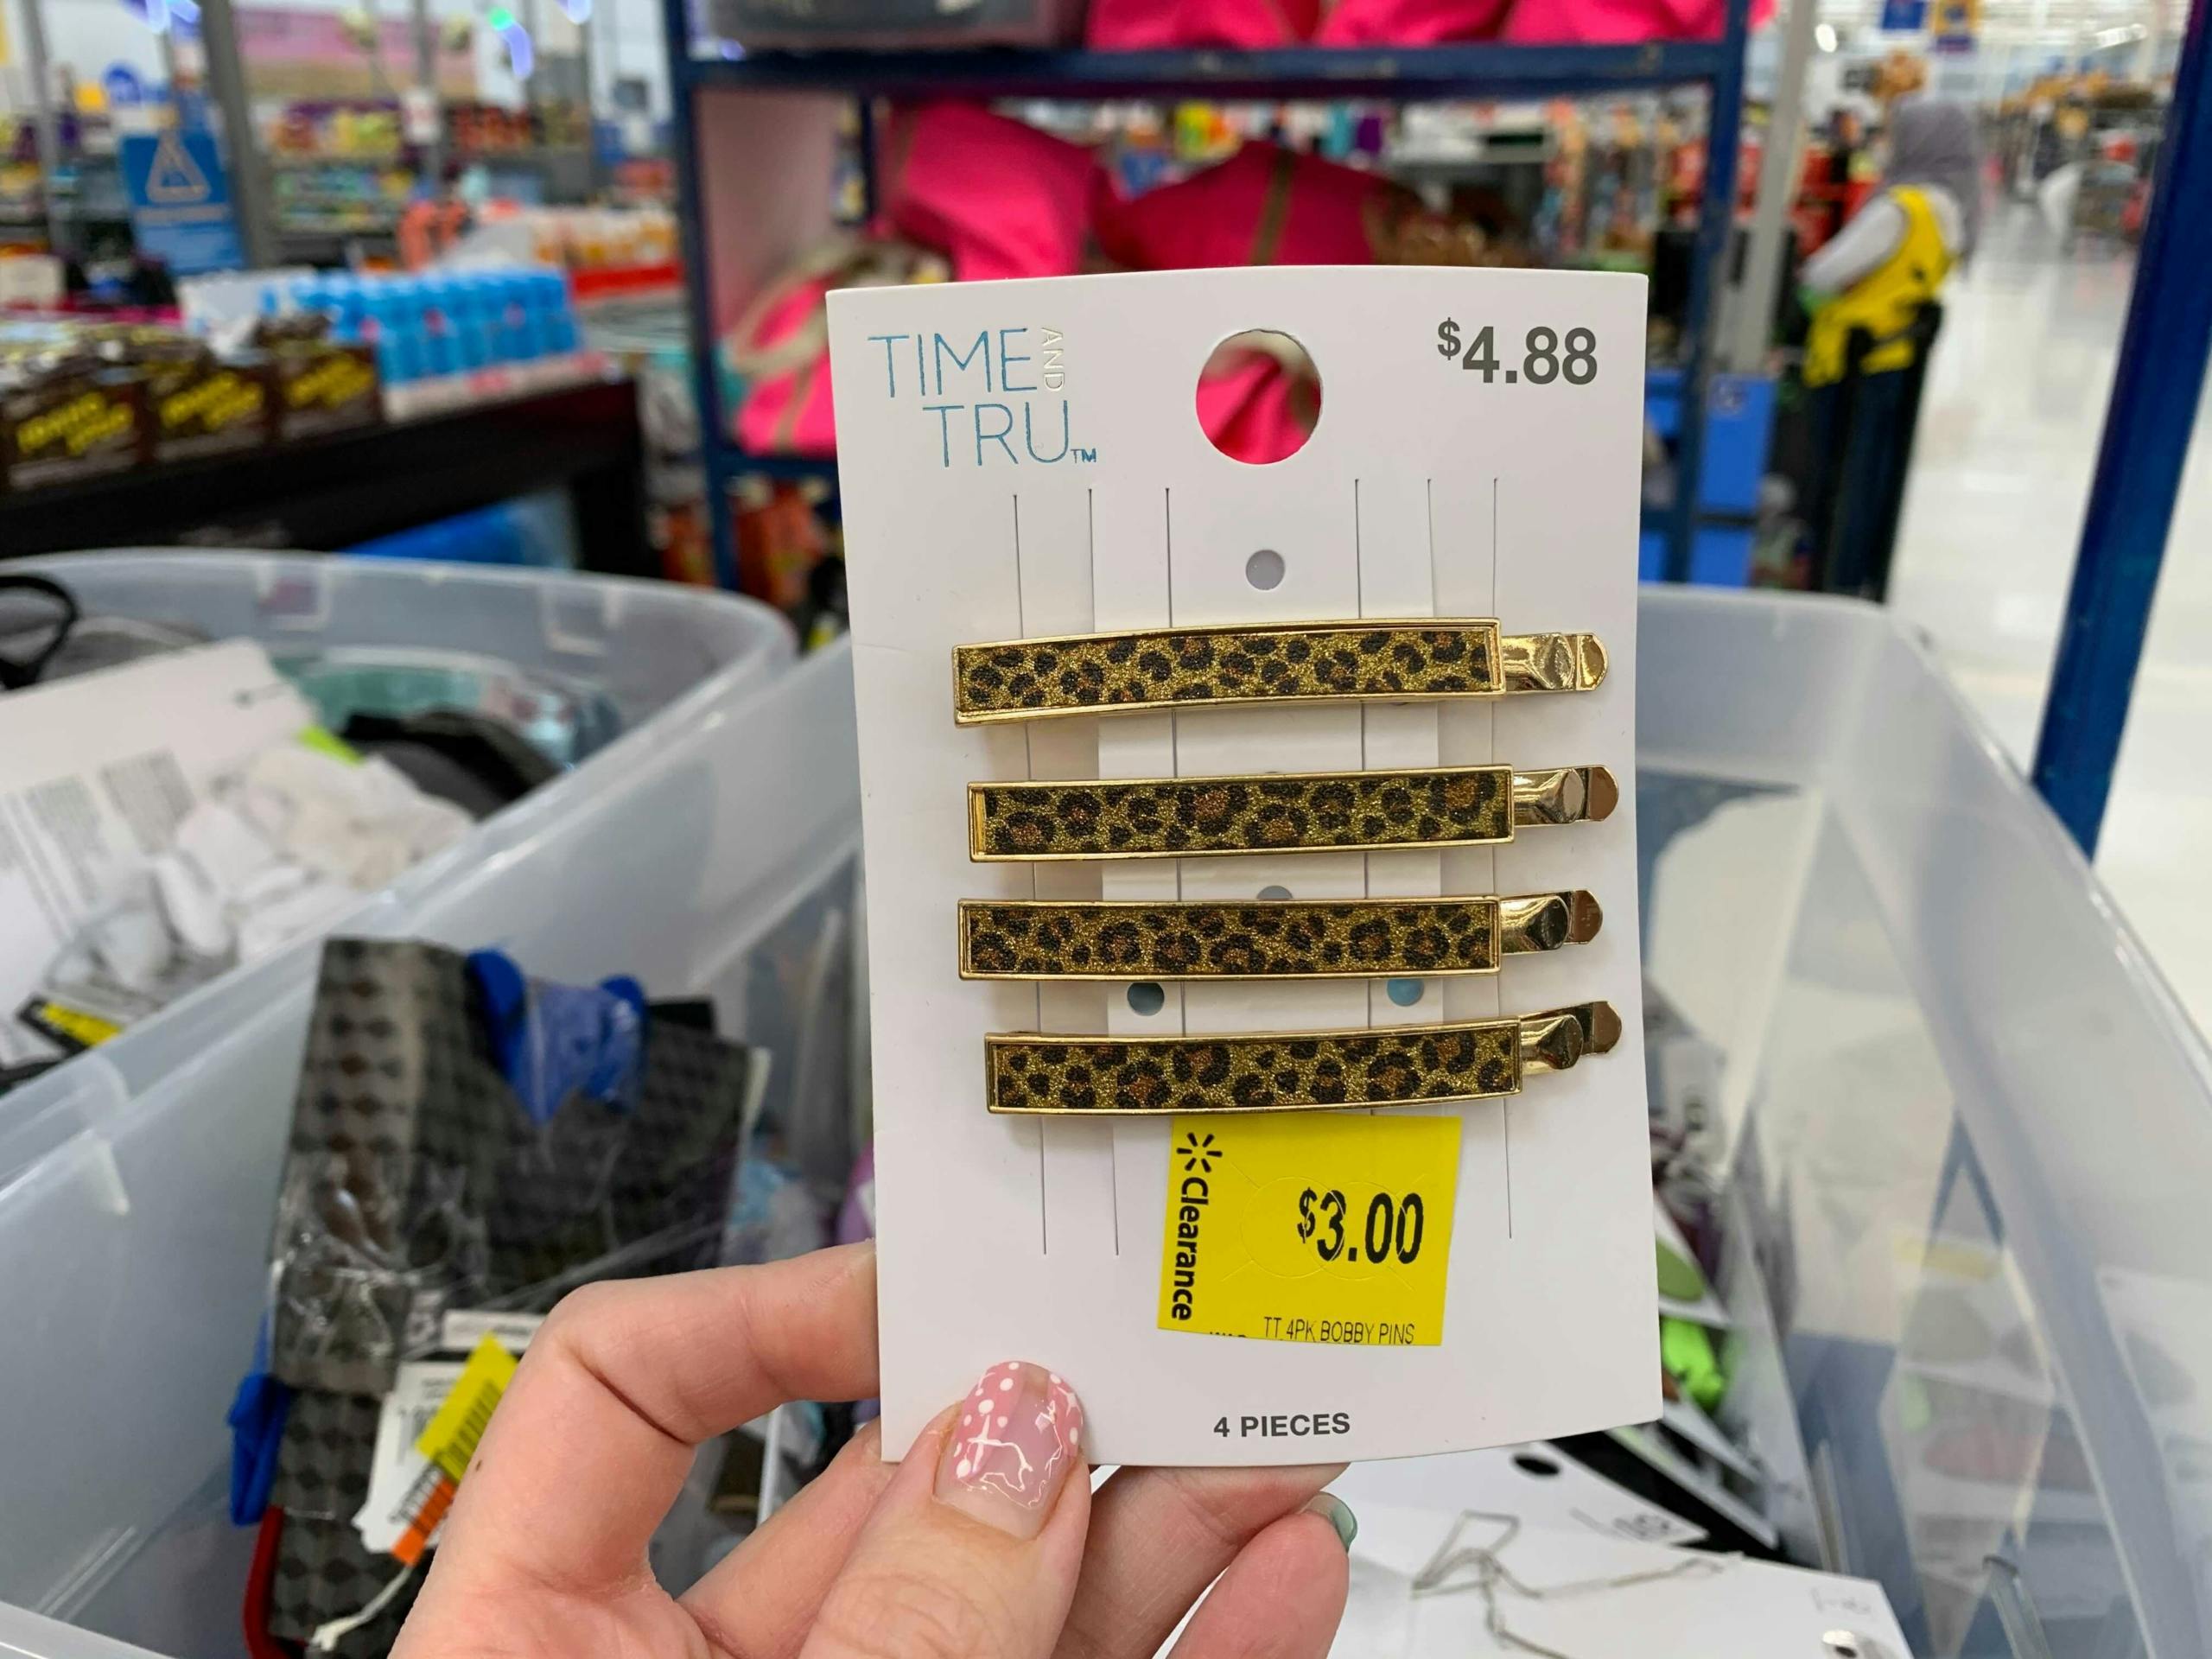 TIME AND
TRU™
$4.88
Clearance
$3.00
TT 4PK BOBBY PINS
4 PIECES